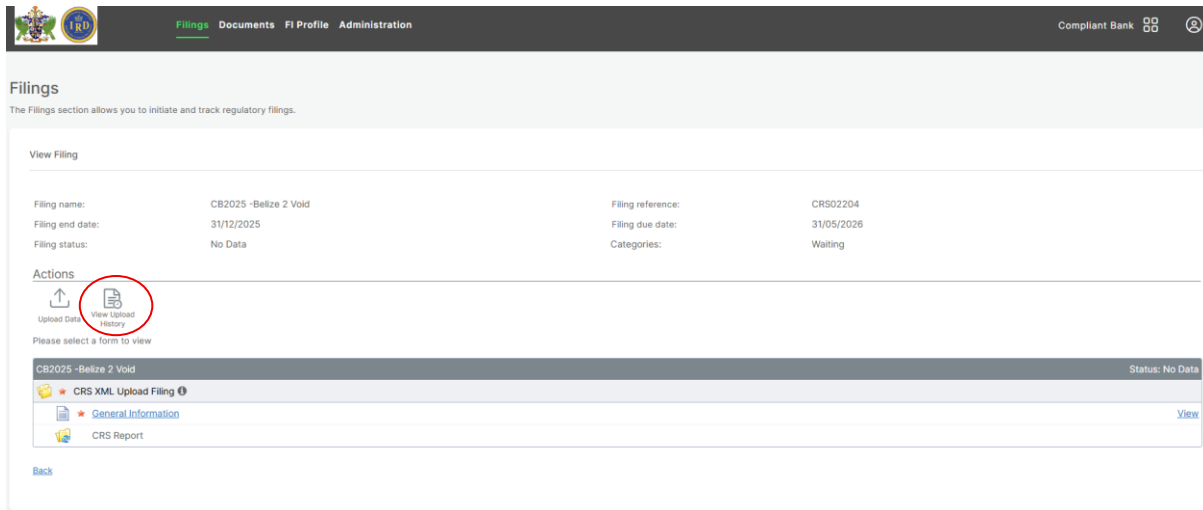 IRD
Filings Documents FI Profile Administration
Compliant Bank
Filings
The Filings section allows you to initiate and track regulatory filings.
View Filing
Filing name: CB2025 -Belize 2 Void Filing reference: CRS02204
Filing end date: 31/12/2025 Filing due date: 31/05/2026
Filing status: No Data Categories: Waiting
Actions
Upload Data View Upload
History
Please select a form to view
CB2025 -Belize 2 Void Status: No Data
CRS XML Upload Filing
General Information View
CRS Report
Back